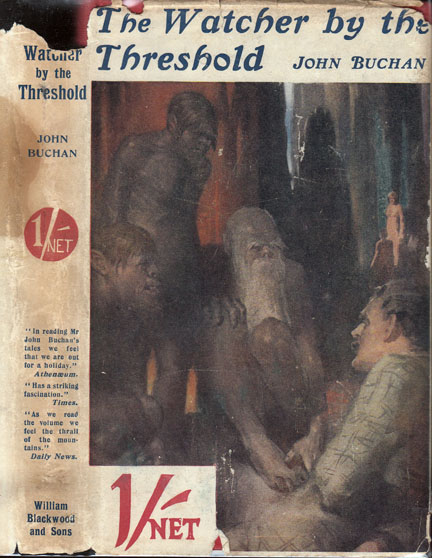 Watcher
by the
Threshold
JOHN
BUCHAN
1/-
NET
"In reading Mr
John Buchan's
tales we feel
that we are out
for a holiday."
Athenæum.
"Has a striking
fascination."
Times.
"As we read
the volume we
feel the thrall
of the moun-
tains."
Daily News.
William
Blackwood
and Sons
The Watcher by the
Threshold JOHN BUCHAN
1/-
NET